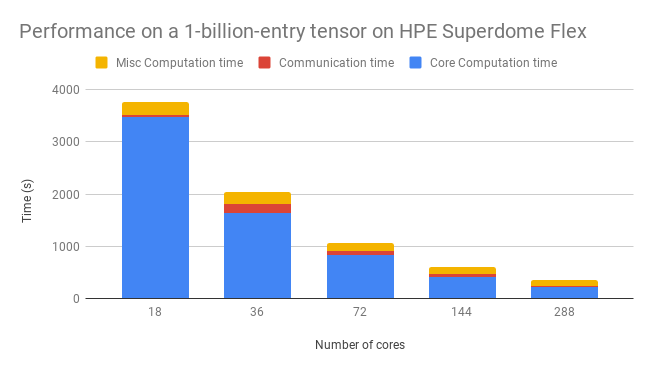 Performance on a 1-billion-entry tensor on HPE Superdome Flex
Misc Computation time Communication time Core Computation time
4000
3000
2000
1000
0
Time (s)
18 36 72 144 288
Number of cores